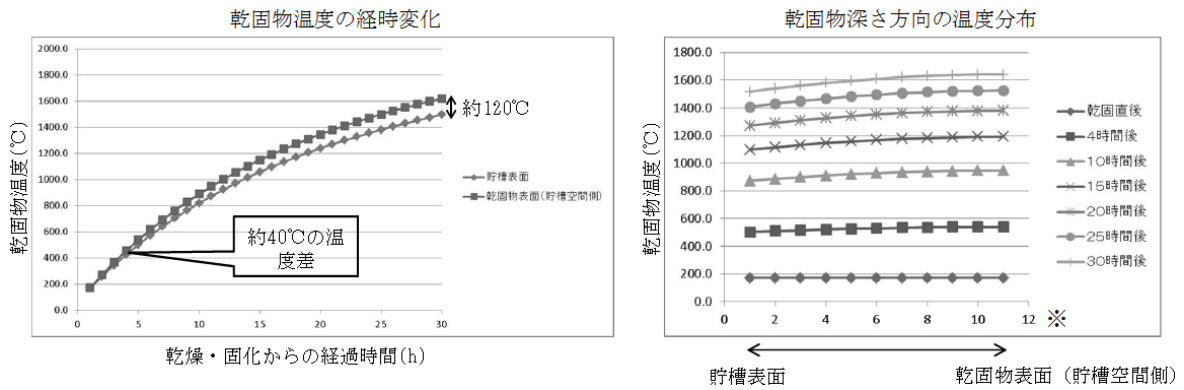 乾固物温度の経時変化
2000.0
1800.0
1600.0
1400.0
1200.0
1000.0
800.0
600.0
400.0
200.0
0.0
乾固物温度(℃)
0
5
10
15
20
25
30
乾燥・固化からの経過時間(h)
約120℃
貯槽表面
乾固物表面(貯槽空間側)
約40℃の温
度差
乾固物深さ方向の温度分布
1800.0
1600.0
1400.0
1200.0
1000.0
800.0
600.0
400.0
200.0
0.0
乾固物温度(℃)
0
2
4
6
8
10
12
※
乾固直後
4時間後
10時間後
15時間後
20時間後
25時間後
30時間後
貯槽表面
乾固物表面（貯槽空間側）